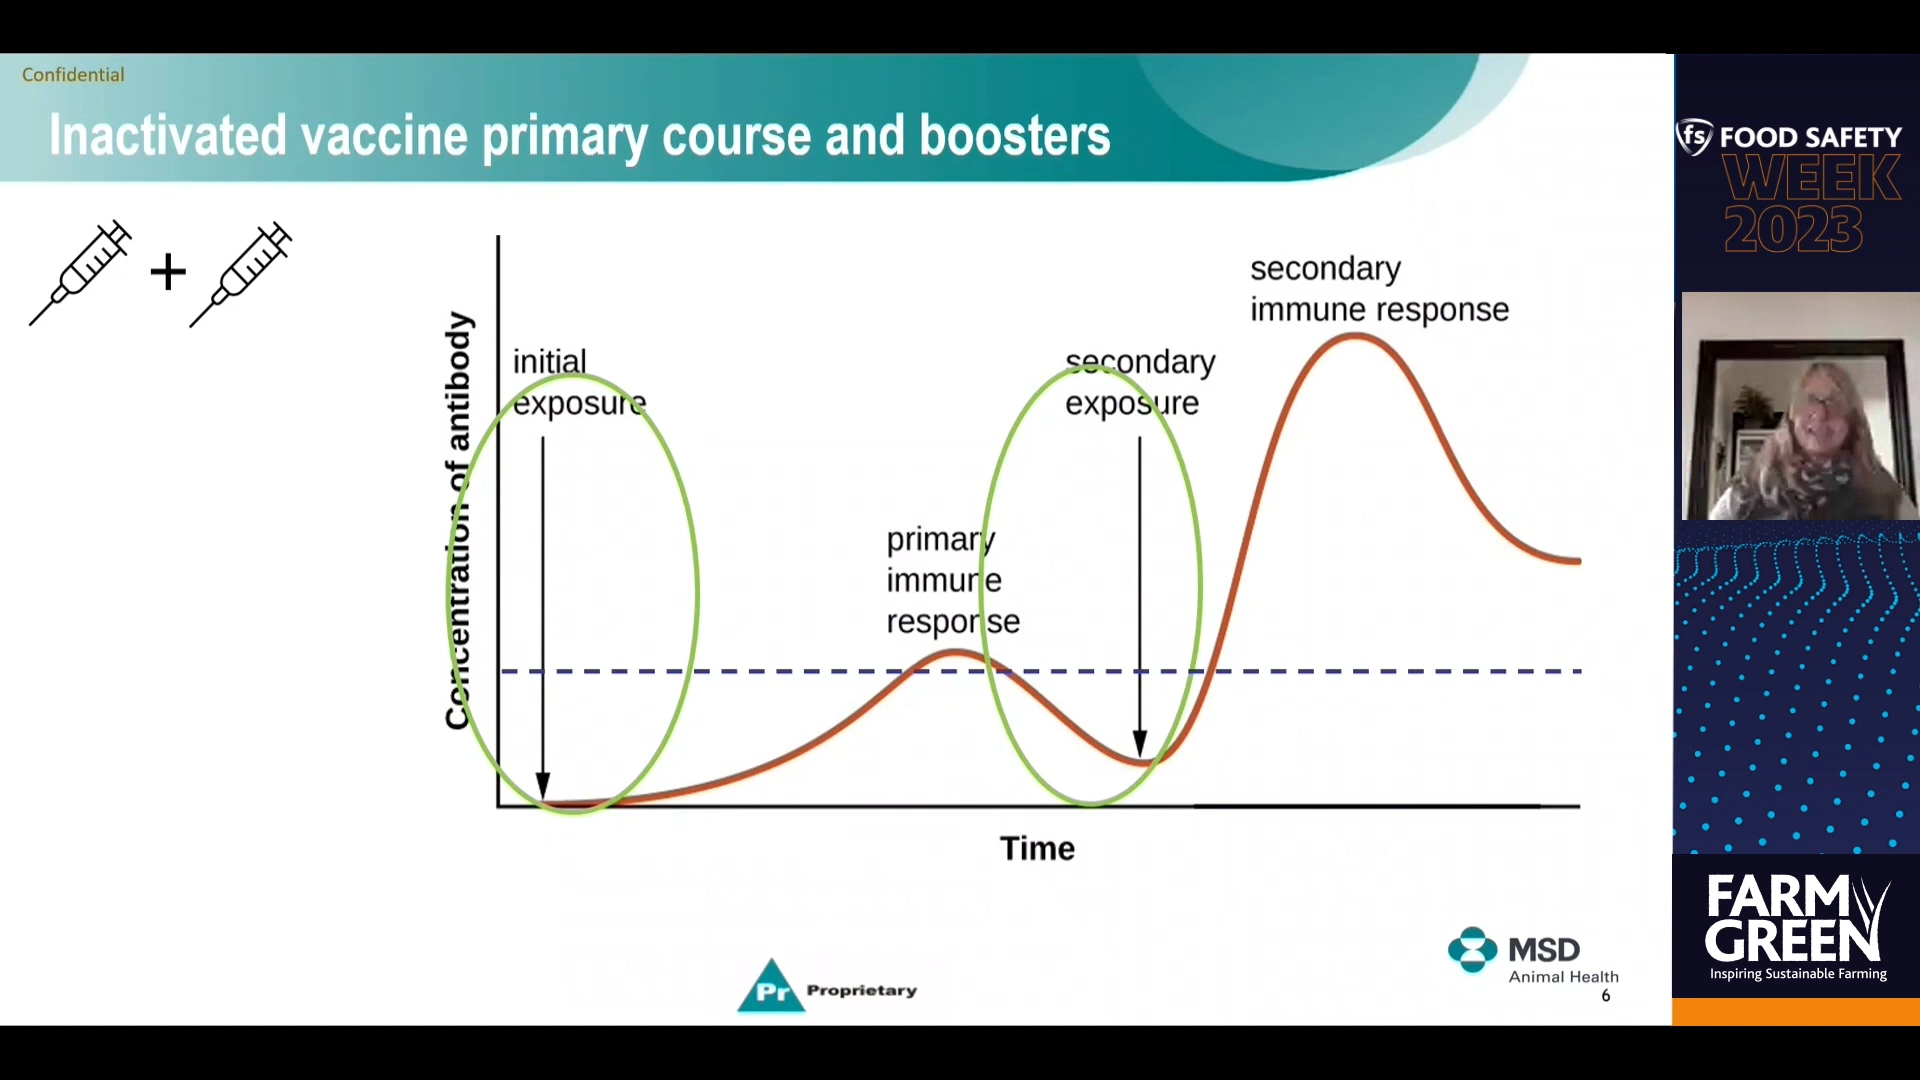 Confidential
Inactivated vaccine primary course and boosters
+
Concentration of antibody
initial
exposure
primary
immune
response
secondary
exposure
secondary
immune response
Time
Pr Proprietary
MSD
Animal Health
6
fs FOOD SAFETY
WEEK
2023
FARM
GREEN
Inspiring Sustainable Farming